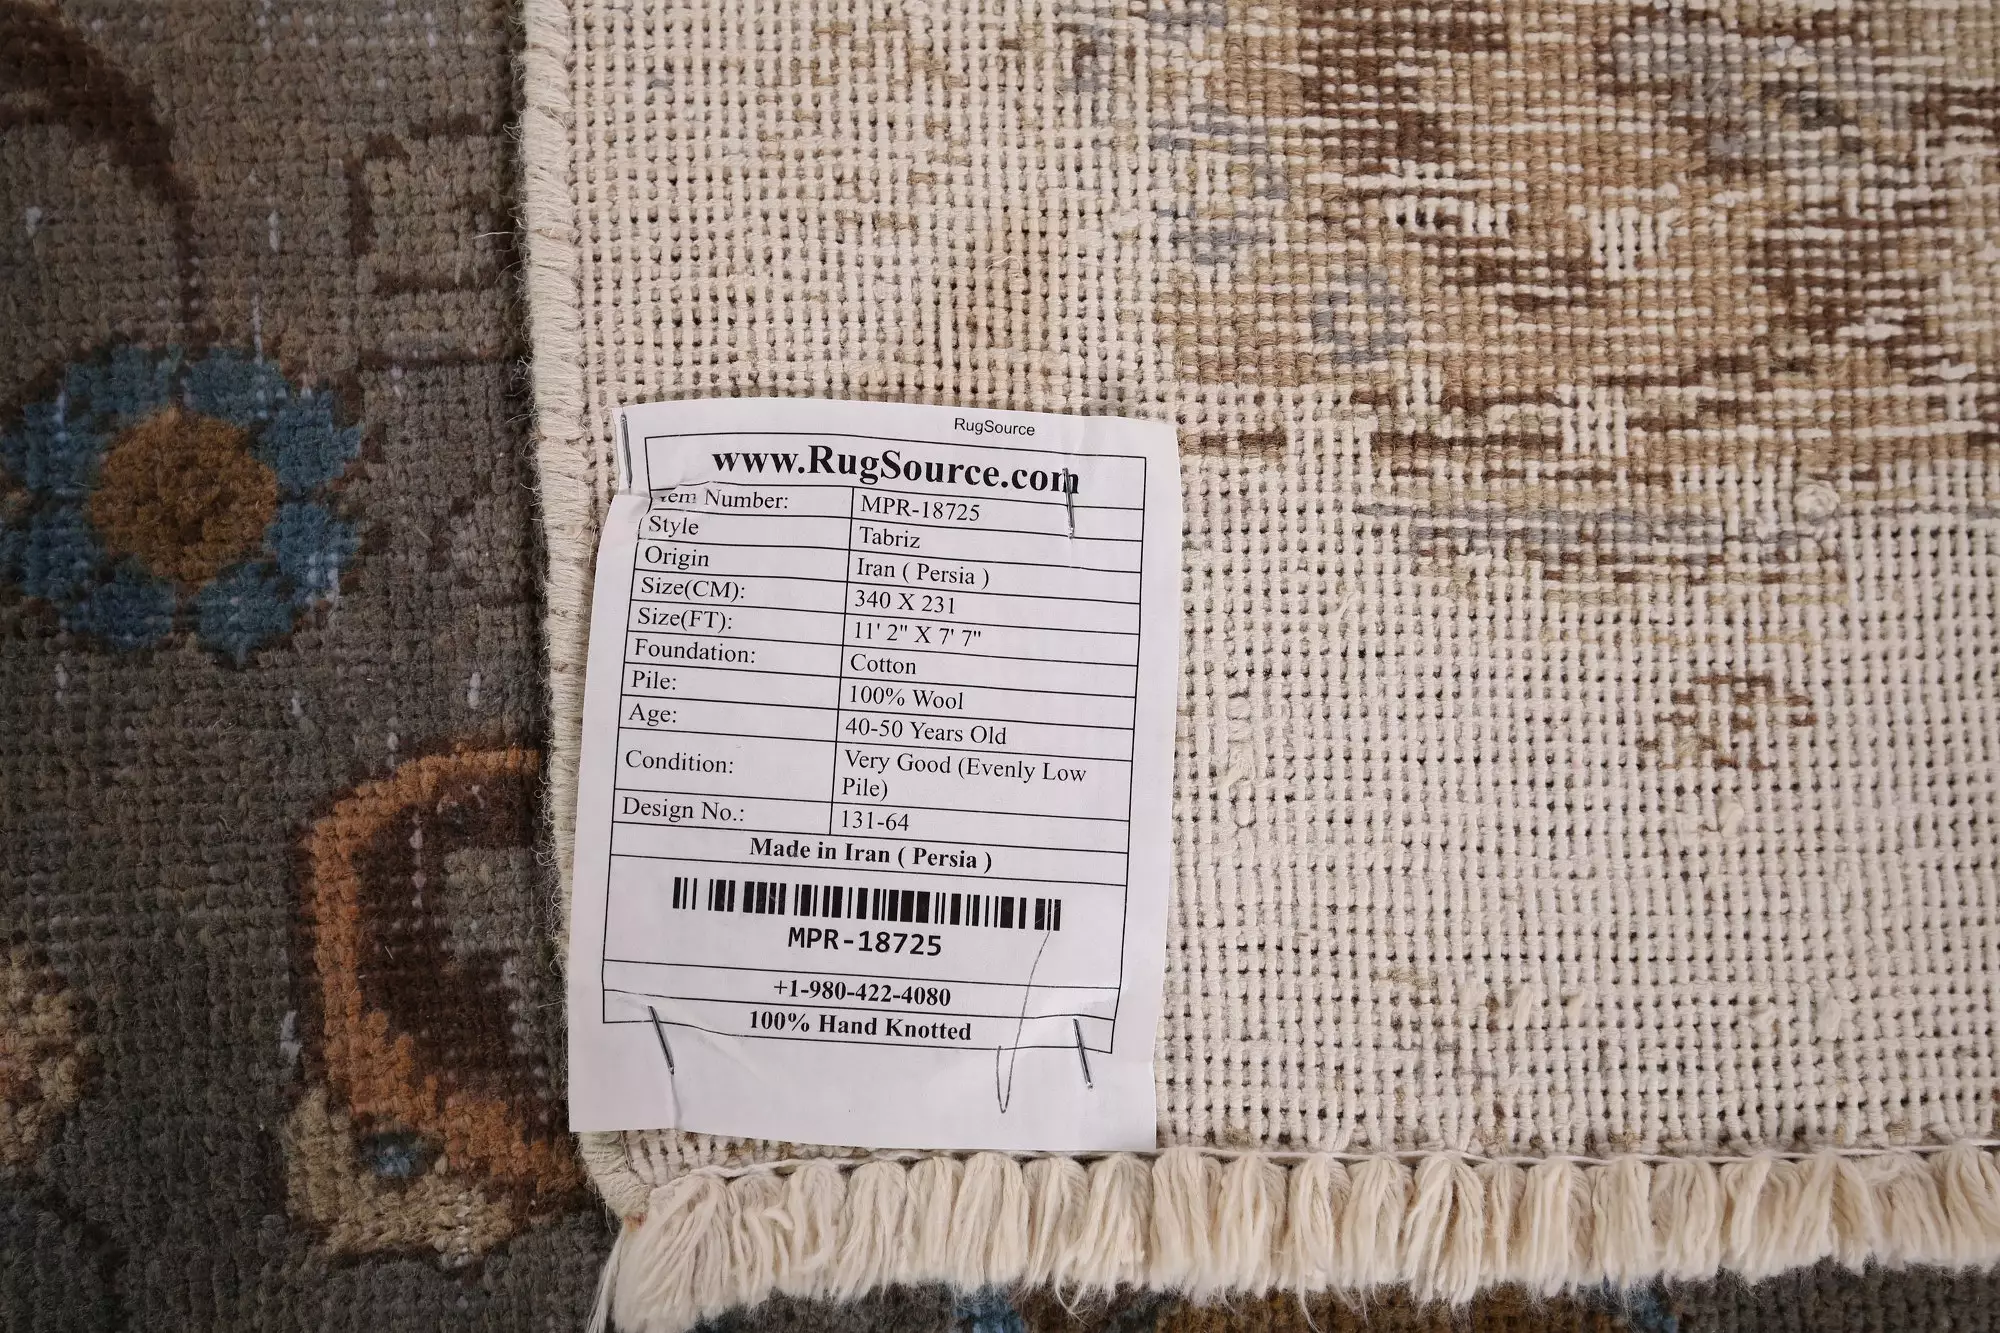 RugSource
www.RugSource.com
tem Number: MPR-18725
Style Tabriz
Origin Iran ( Persia )
Size(CM): 340 X 231
Size(FT): 11' 2" X 7' 7"
Foundation: Cotton
Pile: 100% Wool
Age: 40-50 Years Old
Condition: Very Good (Evenly Low
Pile)
Design No.: 131-64
Made in Iran ( Persia )
MPR-18725
+1-980-422-4080
100% Hand Knotted